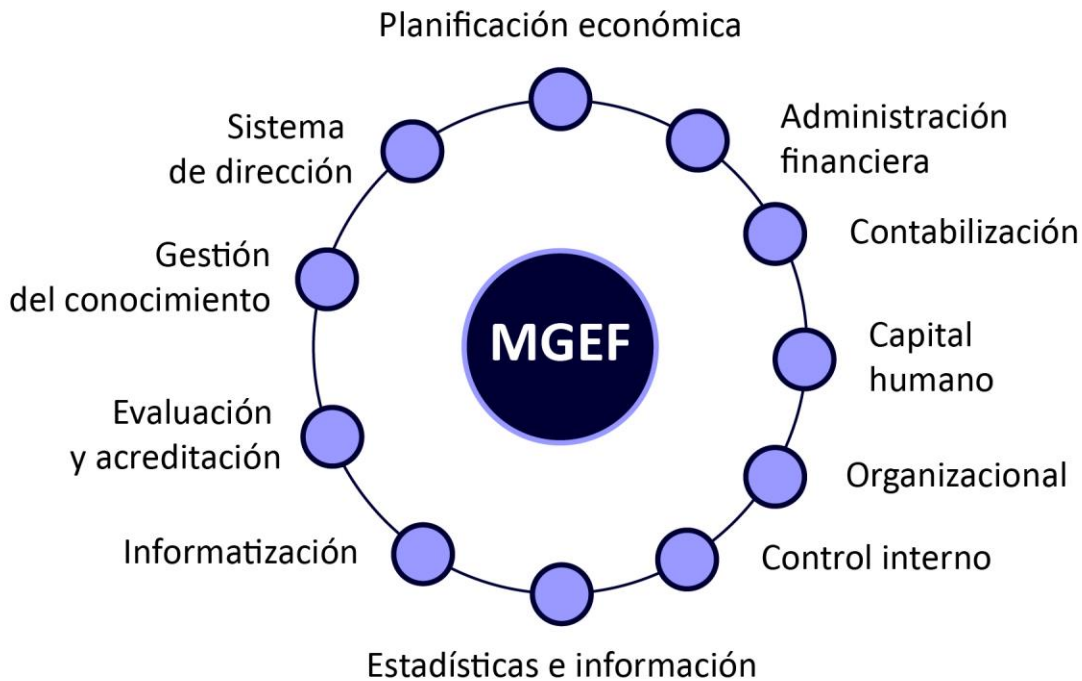 Planificación económica
Administración
financiera
Contabilización
Capital
humano
Organizacional
Control interno
Estadísticas e información
Informatización
Evaluación
y acreditación
Gestión
del conocimiento
Sistema
de dirección
MGEF